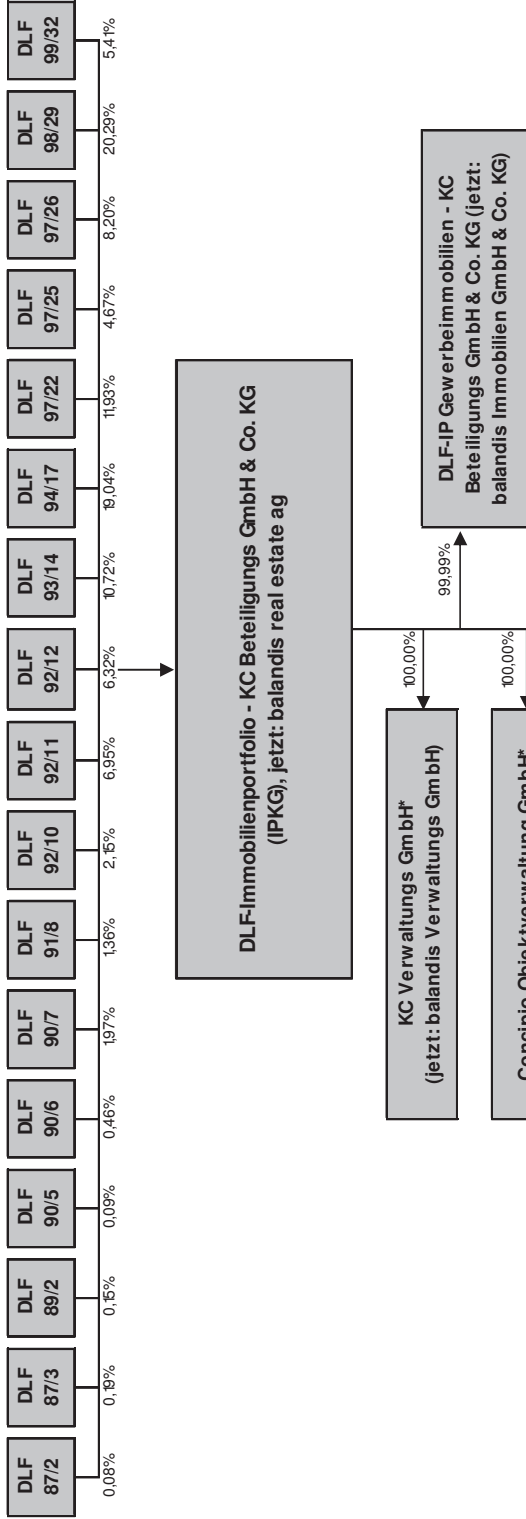 DLF
87/2
DLF
87/3
DLF
89/2
DLF
90/5
DLF
90/6
DLF
90/7
DLF
91/8
DLF
92/10
DLF
92/11
DLF
92/12
DLF
93/14
DLF
94/17
DLF
97/22
DLF
97/25
DLF
97/26
DLF
98/29
DLF
99/32
0,08%
0,19%
0,15%
0,09%
0,46%
1,97%
1,36%
2,15%
6,95%
6,32%
10,72%
19,04%
11,93%
4,67%
8,20%
20,29%
5,41%
DLF-Immobilienportfolio - KC Beteiligungs GmbH & Co. KG
(IPKG), jetzt: balandis real estate ag
100,00%
99,99%
KC Verwaltungs GmbH*
(jetzt: balandis Verwaltungs GmbH)
DLF-IP Gewerbeimmobilien - KC
Beteiligungs GmbH & Co. KG (jetzt:
balandis Immobilien GmbH & Co. KG)
100,00%
Objektverwaltung GmbH*